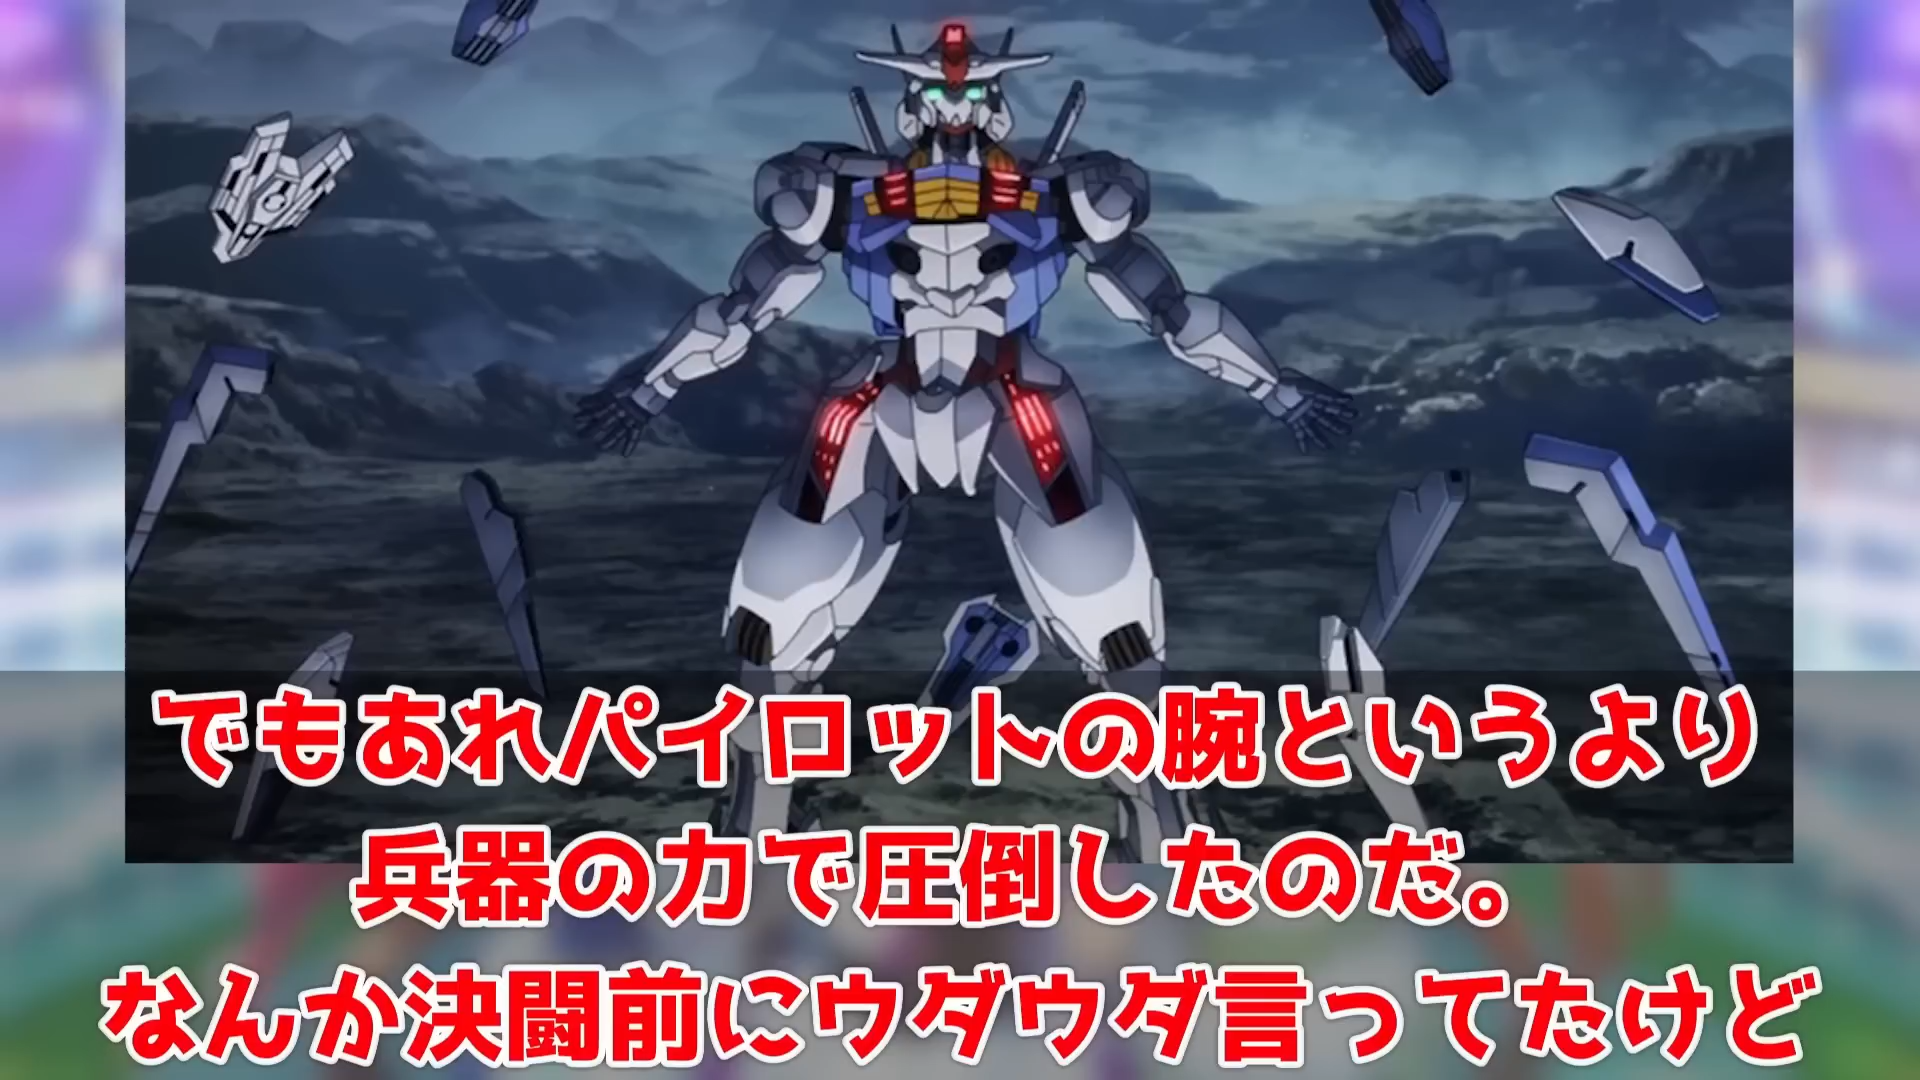 でもあれパイロットの腕というより
兵器の力で圧倒したのだ。
なんか決闘前にウダウダ言ってたけど